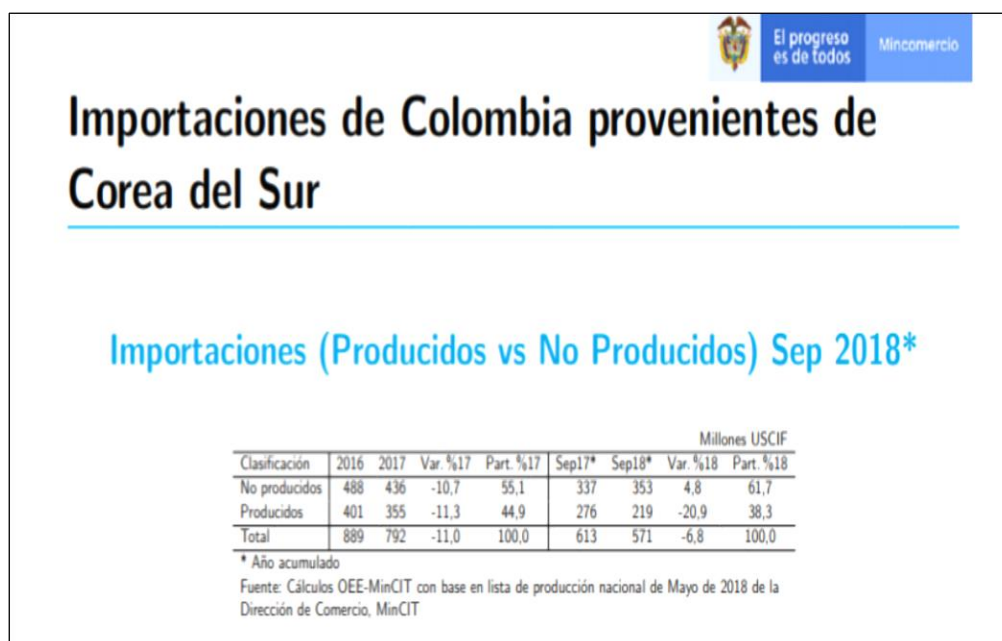 El progreso
es de todos
Mincomercio
Importaciones de Colombia provenientes de
Corea del Sur
Importaciones (Producidos vs No Producidos) Sep 2018*
Millones USCIF
Clasificación 2016 2017 Var. %17 Part. %17 Sep17* Sep18* Var. %18 Part. %18
No producidos 488 436 -10,7 55,1 337 353 4,8 61,7
Producidos 401 355 -11,3 44,9 276 219 -20,9 38,3
Total 889 792 -11,0 100,0 613 571 -6,8 100,0
* Año acumulado
Fuente: Cálculos OEE-MinCIT con base en lista de producción nacional de Mayo de 2018 de la
Dirección de Comercio, MinCIT